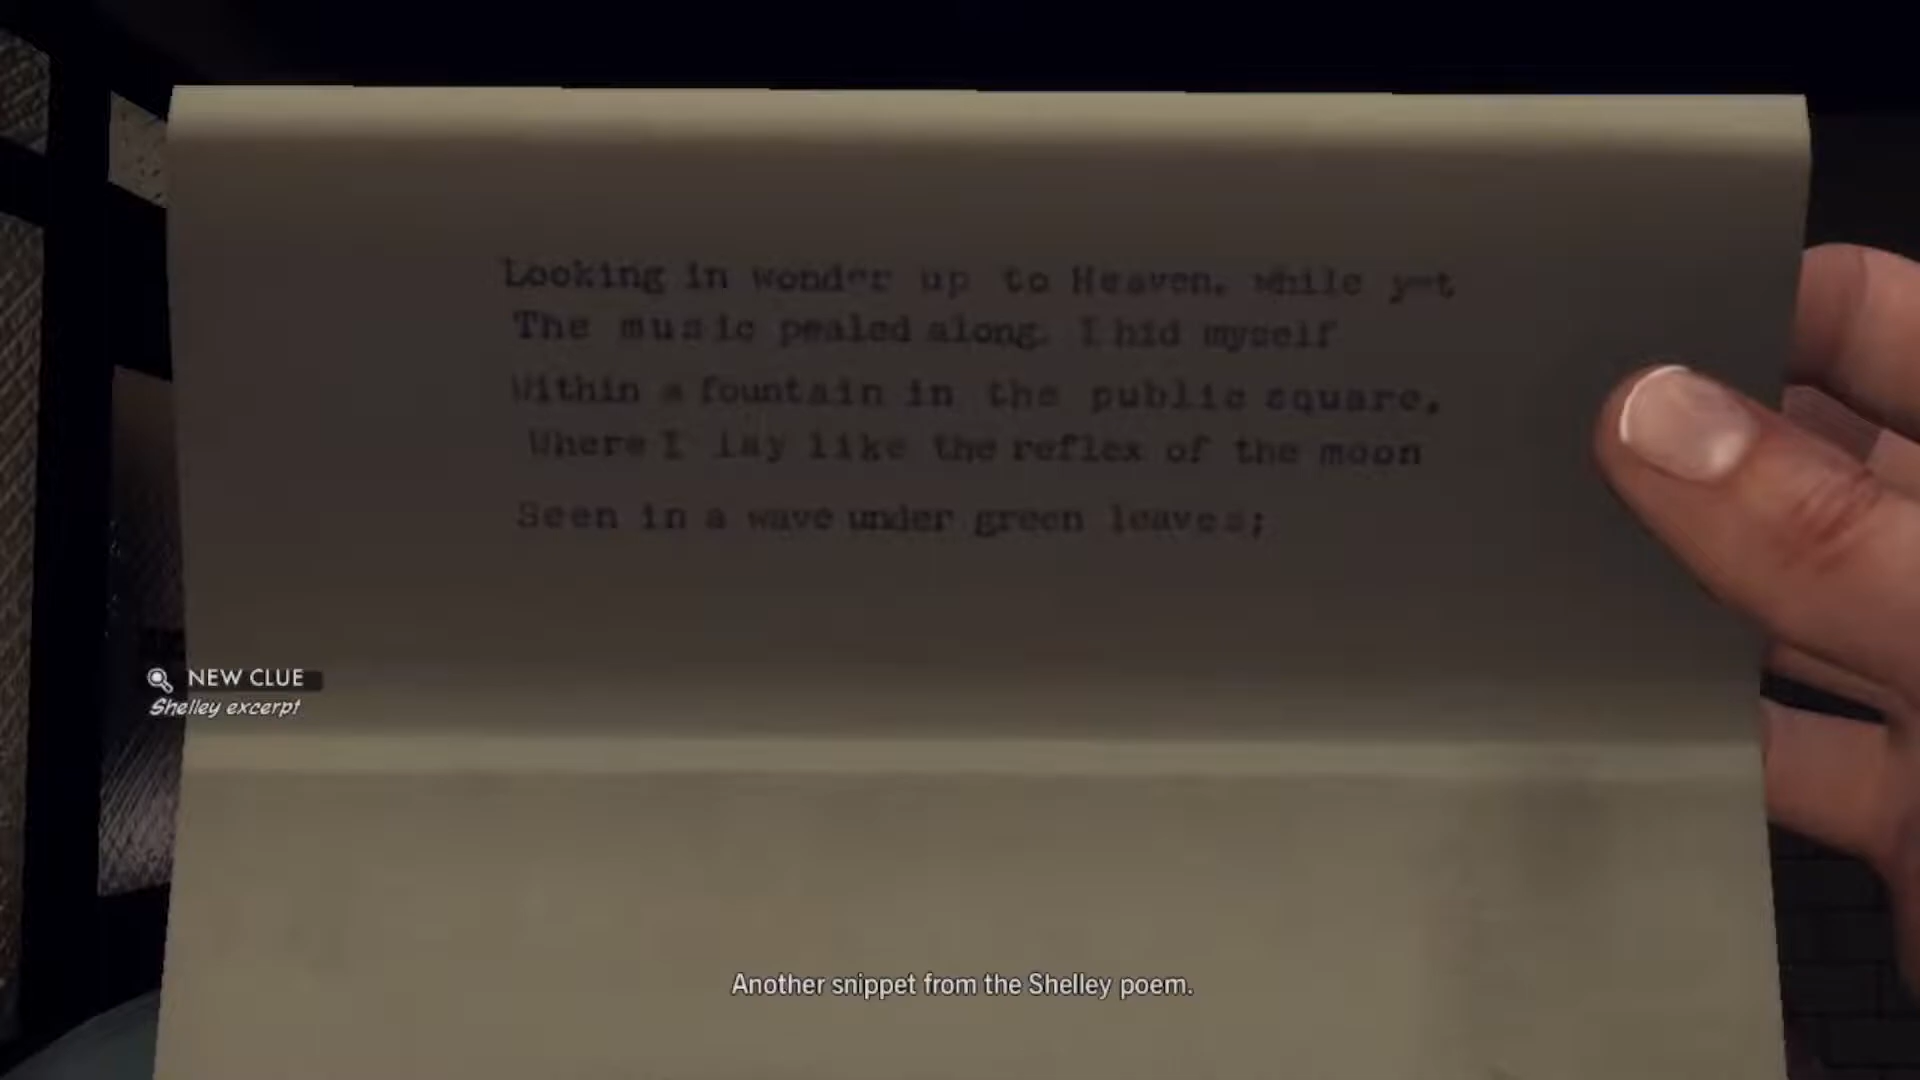 Looking in wonder up to Heaven, while yet
The music pealed along. I hid myself
Within a fountain in the public square,
Where I lay like the reflex of the moon
Seen in a wave under green leaves;
NEW CLUE
Shelley excerpt
Another snippet from the Shelley poem.